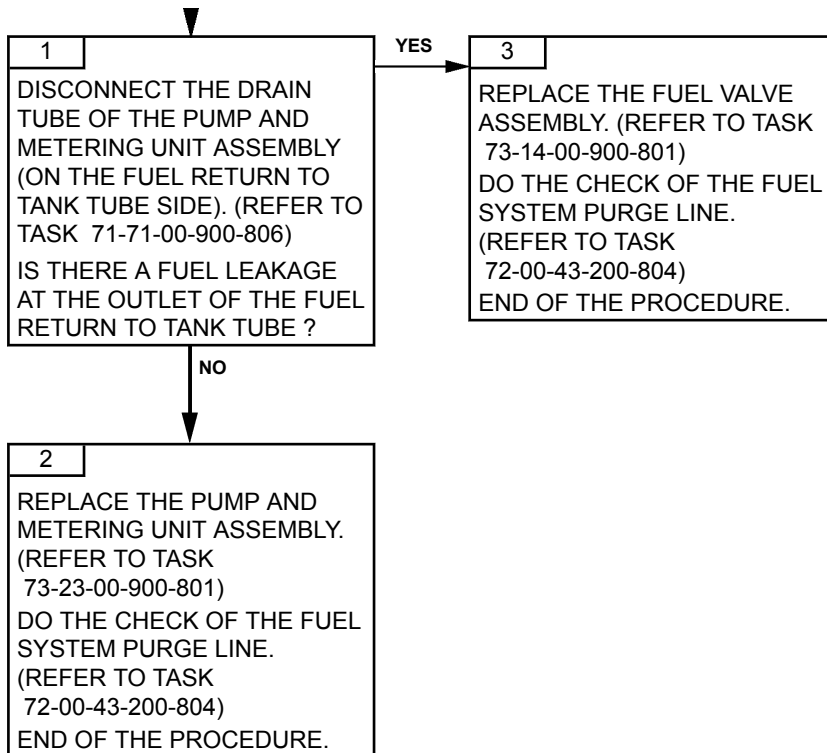 1
DISCONNECT THE DRAIN
TUBE OF THE PUMP AND
METERING UNIT ASSEMBLY
(ON THE FUEL RETURN TO
TANK TUBE SIDE). (REFER TO
TASK 71-71-00-900-806)
IS THERE A FUEL LEAKAGE
AT THE OUTLET OF THE FUEL
RETURN TO TANK TUBE ?
YES
3
REPLACE THE FUEL VALVE
ASSEMBLY. (REFER TO TASK
73-14-00-900-801)
DO THE CHECK OF THE FUEL
SYSTEM PURGE LINE.
(REFER TO TASK
72-00-43-200-804)
END OF THE PROCEDURE.
NO
2
REPLACE THE PUMP AND
METERING UNIT ASSEMBLY.
(REFER TO TASK
73-23-00-900-801)
DO THE CHECK OF THE FUEL
SYSTEM PURGE LINE.
(REFER TO TASK
72-00-43-200-804)
END OF THE PROCEDURE.